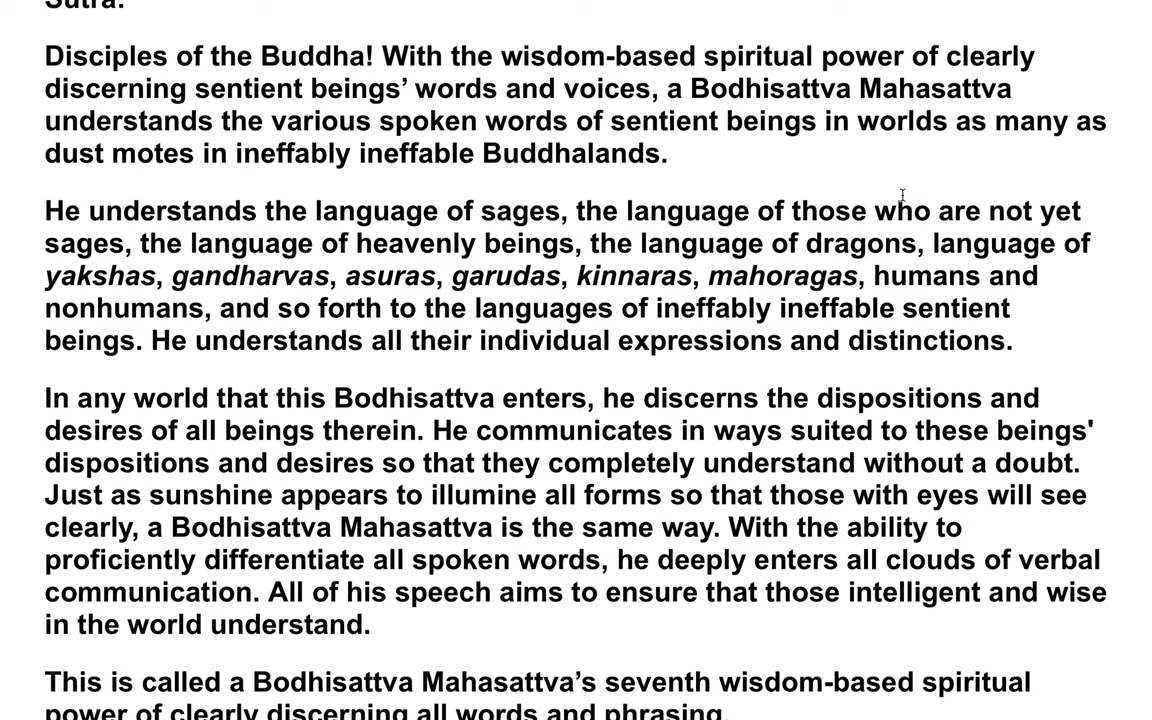 Sutra:
Disciples of the Buddha! With the wisdom-based spiritual power of clearly
discerning sentient beings’ words and voices, a Bodhisattva Mahasattva
understands the various spoken words of sentient beings in worlds as many as
dust motes in ineffably ineffable Buddhalands.
He understands the language of sages, the language of those who are not yet
sages, the language of heavenly beings, the language of dragons, language of
yakshas, gandharvas, asuras, garudas, kinnaras, mahoragas, humans and
nonhumans, and so forth to the languages of ineffably ineffable sentient
beings. He understands all their individual expressions and distinctions.
In any world that this Bodhisattva enters, he discerns the dispositions and
desires of all beings therein. He communicates in ways suited to these beings'
dispositions and desires so that they completely understand without a doubt.
Just as sunshine appears to illumine all forms so that those with eyes will see
clearly, a Bodhisattva Mahasattva is the same way. With the ability to
proficiently differentiate all spoken words, he deeply enters all clouds of verbal
communication. All of his speech aims to ensure that those intelligent and wise
in the world understand.
This is called a Bodhisattva Mahasattva’s seventh wisdom-based spiritual
power of clearly discerning all words and phrasing.